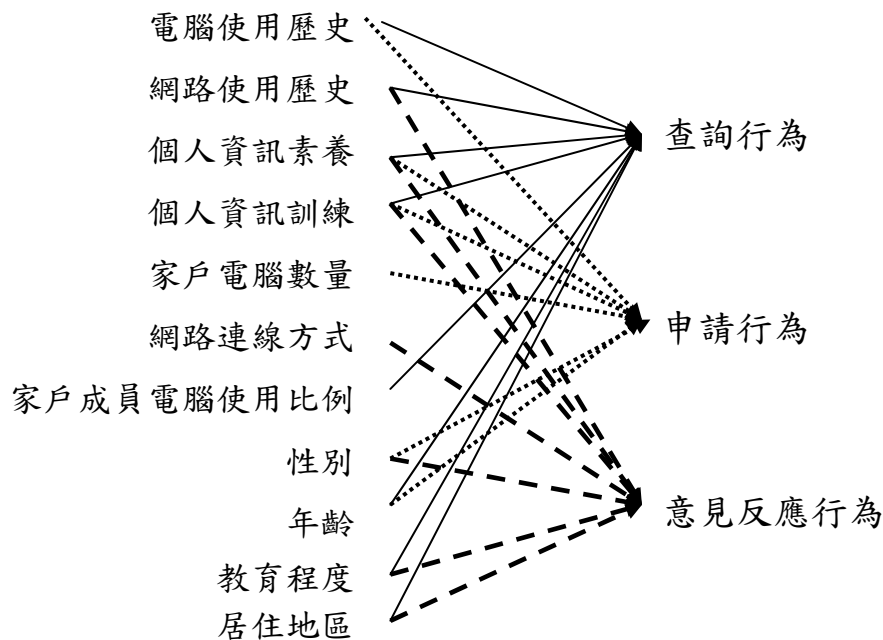 電腦使用歷史
網路使用歷史
個人資訊素養
個人資訊訓練
家戶電腦數量
網路連線方式
家戶成員電腦使用比例
性別
年齡
教育程度
居住地區
查詢行為
申請行為
意見反應行為